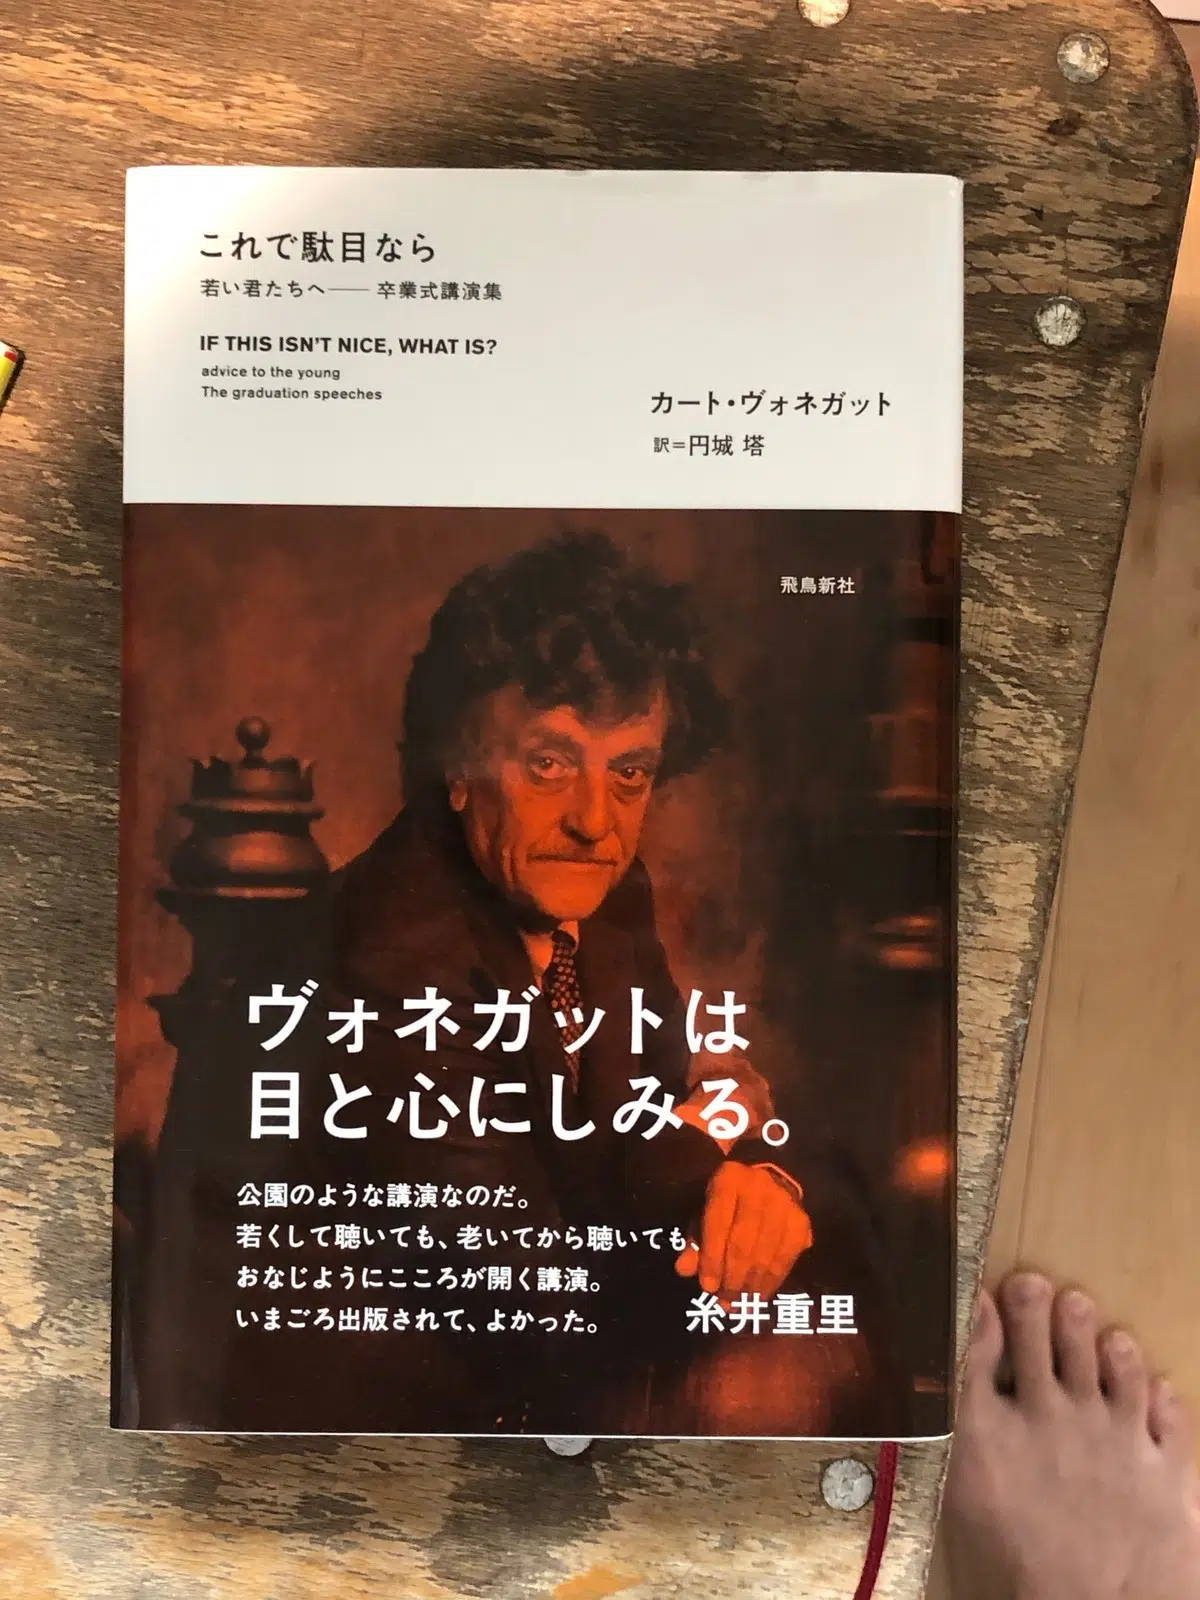 これで駄目なら
若い君たちへ── 卒業式講演集
IF THIS ISN'T NICE, WHAT IS?
advice to the young
The graduation speeches
カート・ヴォネガット
訳=円城 塔
飛鳥新社
ヴォネガットは
目と心にしみる。
公園のような講演なのだ。
若くして聴いても、老いてから聴いても、
おなじようにこころが開く講演。
いまごろ出版されて、よかった。
糸井重里